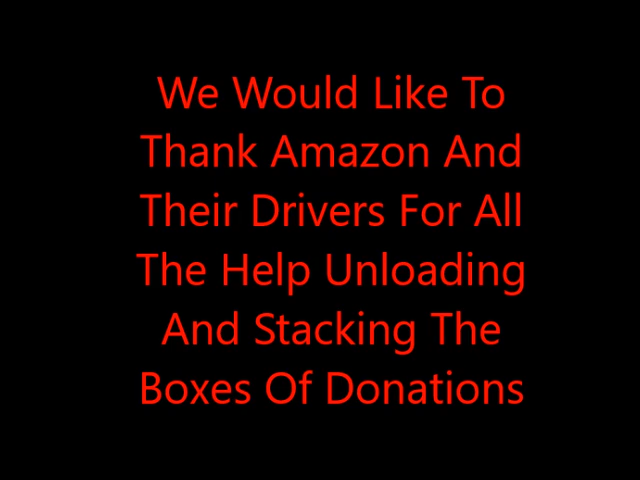 We Would Like To
Thank Amazon And
Their Drivers For All
The Help Unloading
And Stacking The
Boxes Of Donations